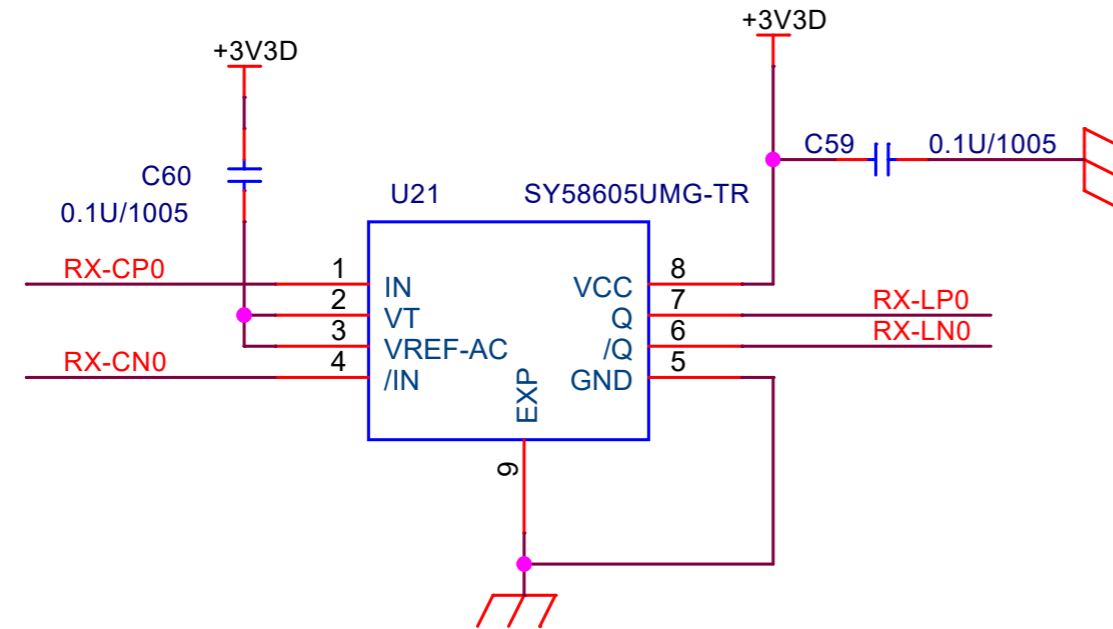 +3V3D
+3V3D
C59
0.1U/1005
C60
0.1U/1005
U21
SY58605UMG-TR
RX-CP0
1
IN
VCC
8
2
VT
Q
7
RX-LP0
3
VREF-AC
/Q
6
RX-LN0
RX-CN0
4
/IN
GND
5
EXP
9